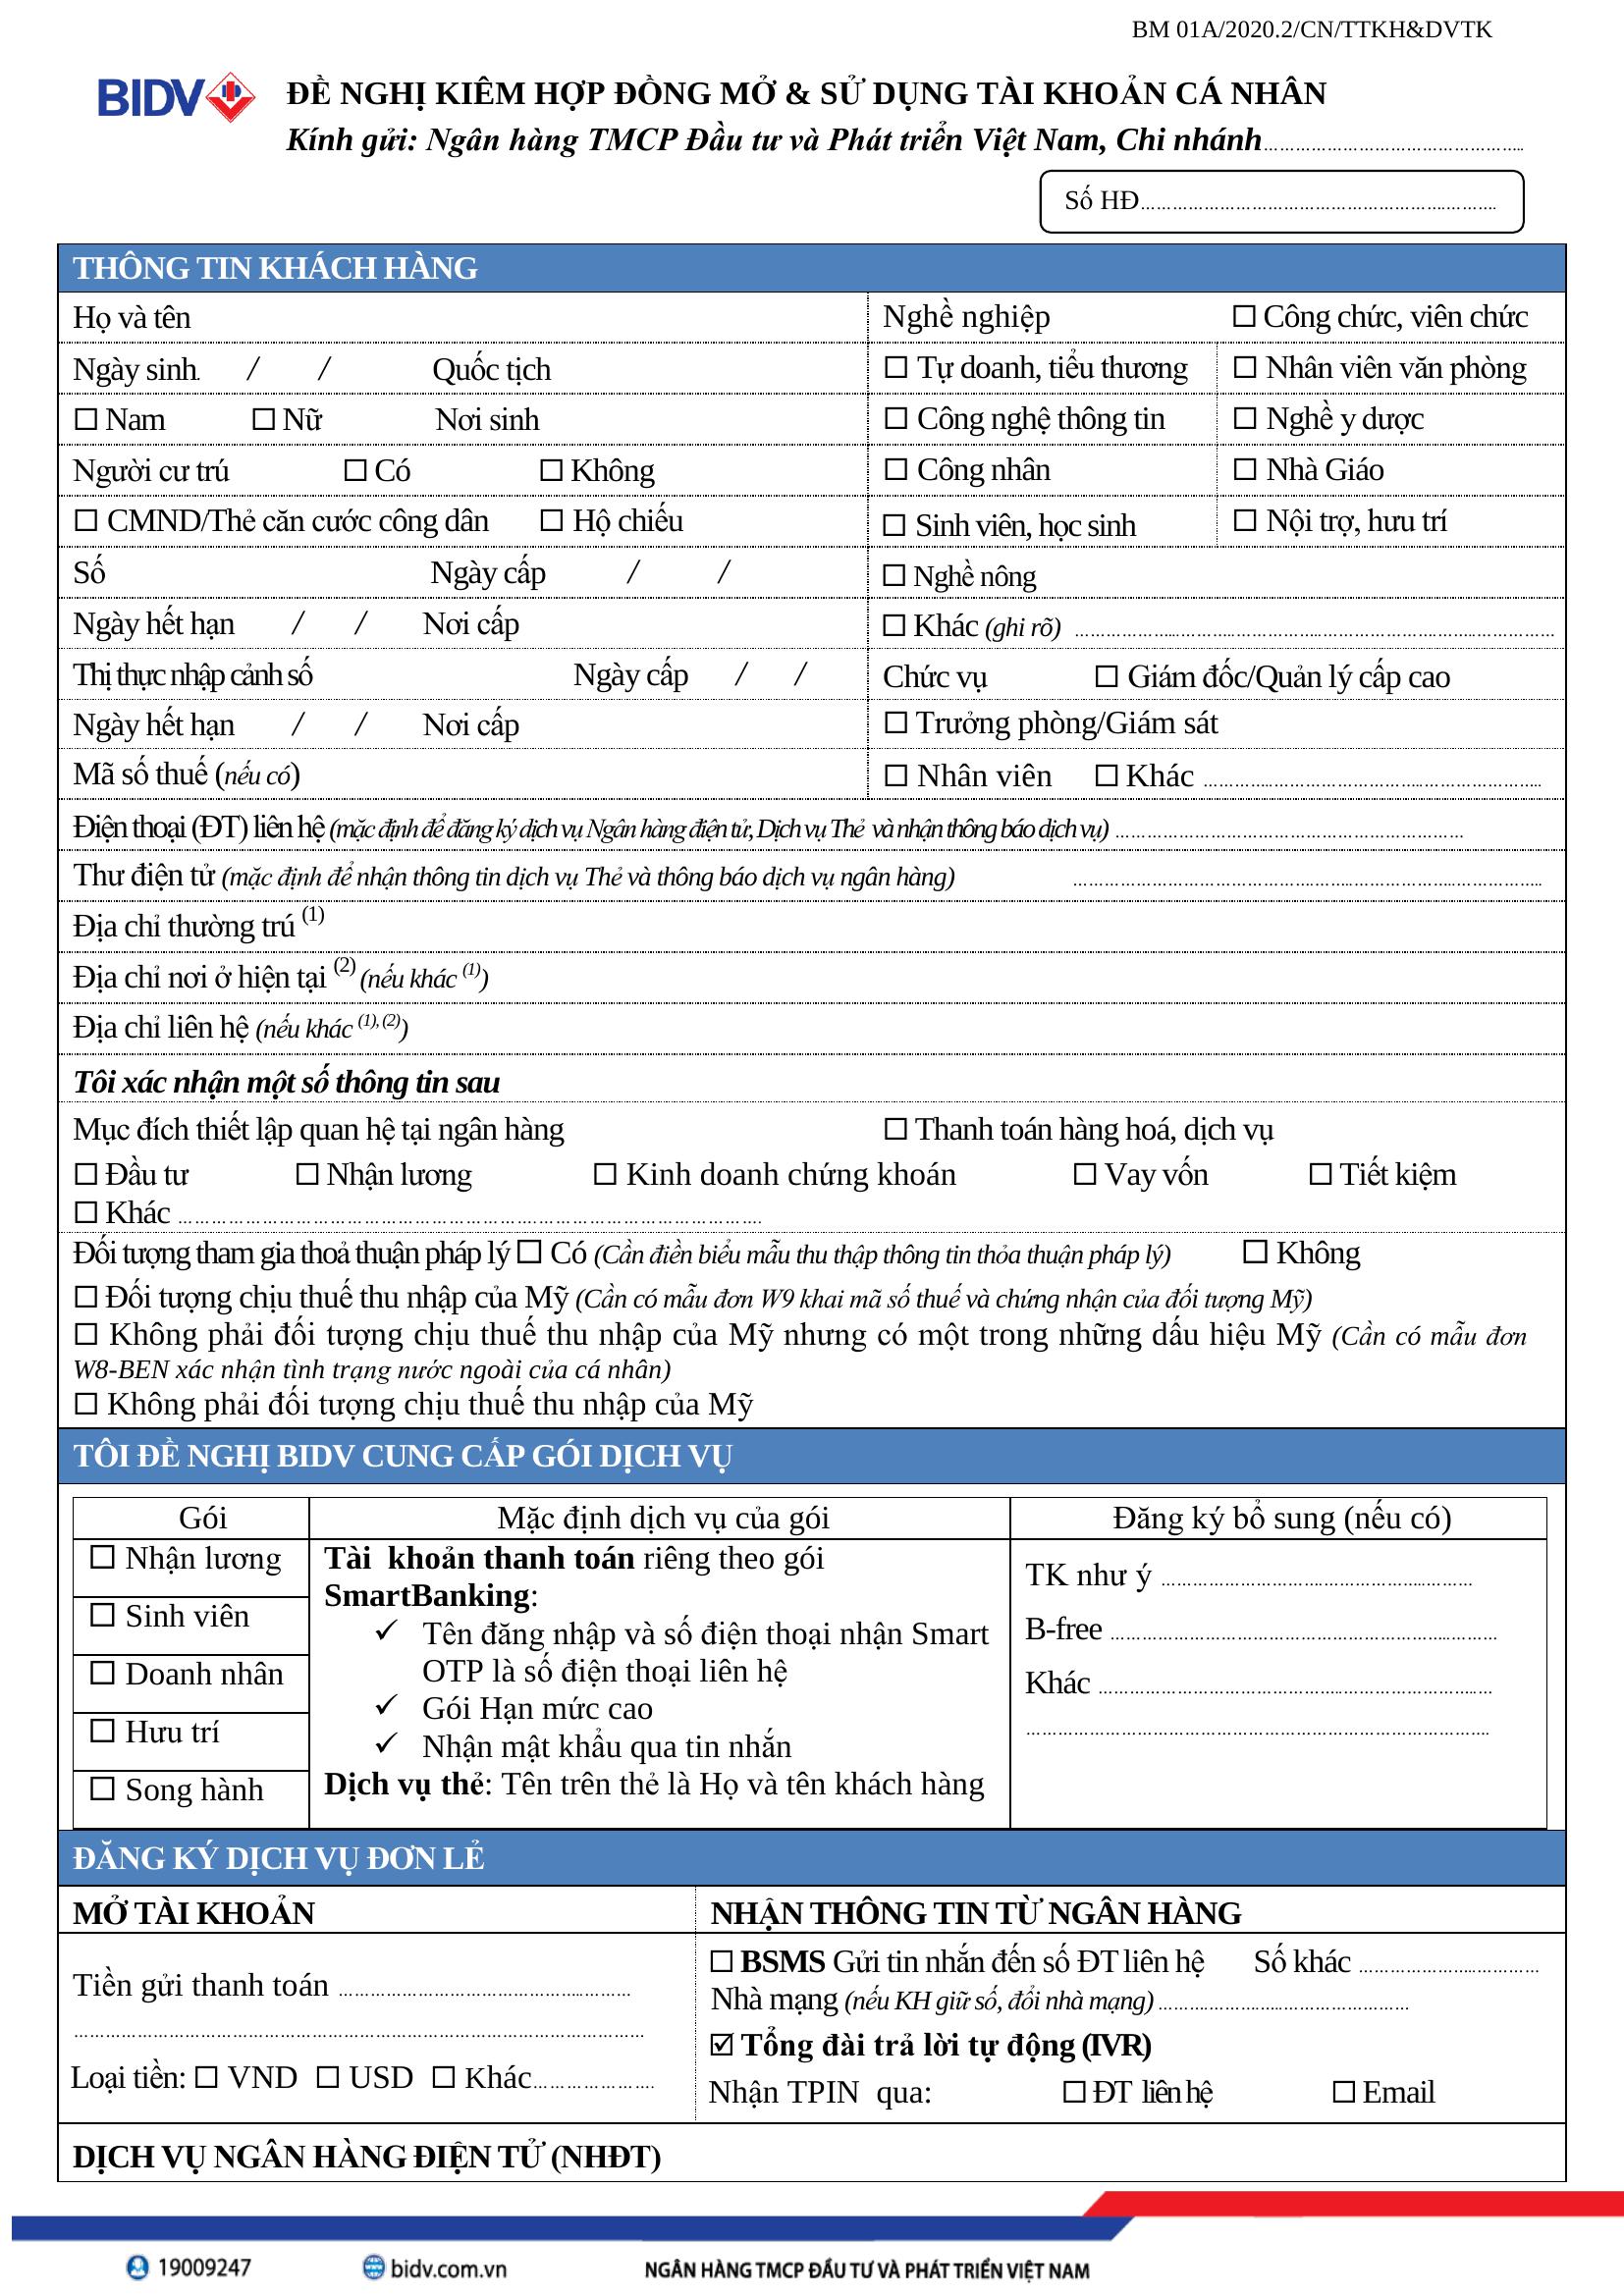 BM 01A/2020.2/CN/TTKH&DVTK
BIDV
ĐỀ NGHỊ KIÊM HỢP ĐỒNG MỞ & SỬ DỤNG TÀI KHOẢN CÁ NHÂN
Kính gửi: Ngân hàng TMCP Đầu tư và Phát triển Việt Nam, Chi nhánh……………………………………..
Số HĐ……………………………………………………
THÔNG TIN KHÁCH HÀNG
Họ và tên Nghề nghiệp ☐ Công chức, viên chức
Ngày sinh / / Quốc tịch ☐ Tự doanh, tiểu thương ☐ Nhân viên văn phòng
☐ Nam ☐ Nữ Nơi sinh ☐ Công nghệ thông tin ☐ Nghề y dược
Người cư trú ☐ Có ☐ Không ☐ Công nhân ☐ Nhà Giáo
☐ CMND/Thẻ căn cước công dân ☐ Hộ chiếu ☐ Sinh viên, học sinh ☐ Nội trợ, hưu trí
Số Ngày cấp / / ☐ Nghề nông
Ngày hết hạn / / Nơi cấp ☐ Khác (ghi rõ) ……………………………………………………
Thị thực nhập cảnh số Ngày cấp / / Chức vụ ☐ Giám đốc/Quản lý cấp cao
Ngày hết hạn / / Nơi cấp ☐ Trưởng phòng/Giám sát
Mã số thuế (nếu có) ☐ Nhân viên ☐ Khác ……………………………………
Điện thoại (ĐT) liên hệ (mặc định để đăng ký dịch vụ Ngân hàng điện tử, Dịch vụ Thẻ và nhận thông báo dịch vụ) ……………………………………
Thư điện tử (mặc định để nhận thông tin dịch vụ Thẻ và thông báo dịch vụ ngân hàng) ……………………………………
Địa chỉ thường trú (1)
Địa chỉ nơi ở hiện tại (2) (nếu khác (1))
Địa chỉ liên hệ (nếu khác (1), (2))
Tôi xác nhận một số thông tin sau
Mục đích thiết lập quan hệ tại ngân hàng ☐ Thanh toán hàng hoá, dịch vụ
☐ Đầu tư ☐ Nhận lương ☐ Kinh doanh chứng khoán ☐ Vay vốn ☐ Tiết kiệm
☐ Khác ……………………………………………………………………
Đối tượng tham gia thoả thuận pháp lý ☐ Có (Cần điền biểu mẫu thu thập thông tin thỏa thuận pháp lý) ☐ Không
☐ Đối tượng chịu thuế thu nhập của Mỹ (Cần có mẫu đơn W9 khai mã số thuế và chứng nhận của đối tượng Mỹ)
☐ Không phải đối tượng chịu thuế thu nhập của Mỹ nhưng có một trong những dấu hiệu Mỹ (Cần có mẫu đơn
W8-BEN xác nhận tình trạng nước ngoài của cá nhân)
☐ Không phải đối tượng chịu thuế thu nhập của Mỹ
TÔI ĐỀ NGHỊ BIDV CUNG CẤP GÓI DỊCH VỤ
Gói Mặc định dịch vụ của gói Đăng ký bổ sung (nếu có)
☐ Nhận lương
☐ Sinh viên
☐ Doanh nhân
☐ Hưu trí
☐ Song hành
Tài khoản thanh toán riêng theo gói
SmartBanking:
✓ Tên đăng nhập và số điện thoại nhận Smart
OTP là số điện thoại liên hệ
✓ Gói Hạn mức cao
✓ Nhận mật khẩu qua tin nhắn
Dịch vụ thẻ: Tên trên thẻ là Họ và tên khách hàng
TK như ý ……………………………………
B-free ……………………………………
Khác ……………………………………
……………………………………………………
ĐĂNG KÝ DỊCH VỤ ĐƠN LẺ
MỞ TÀI KHOẢN
Tiền gửi thanh toán ……………………………………
……………………………………………………………
Loại tiền: ☐ VND ☐ USD ☐ Khác…………………
NHẬN THÔNG TIN TỪ NGÂN HÀNG
☐ BSMS Gửi tin nhắn đến số ĐT liên hệ Số khác ……………………
Nhà mạng (nếu KH giữ số, đổi nhà mạng) ……………………………
☑ Tổng đài trả lời tự động (IVR)
Nhận TPIN qua: ☐ ĐT liên hệ ☐ Email
DỊCH VỤ NGÂN HÀNG ĐIỆN TỬ (NHĐT)
19009247 bidv.com.vn NGÂN HÀNG TMCP ĐẦU TƯ VÀ PHÁT TRIỂN VIỆT NAM